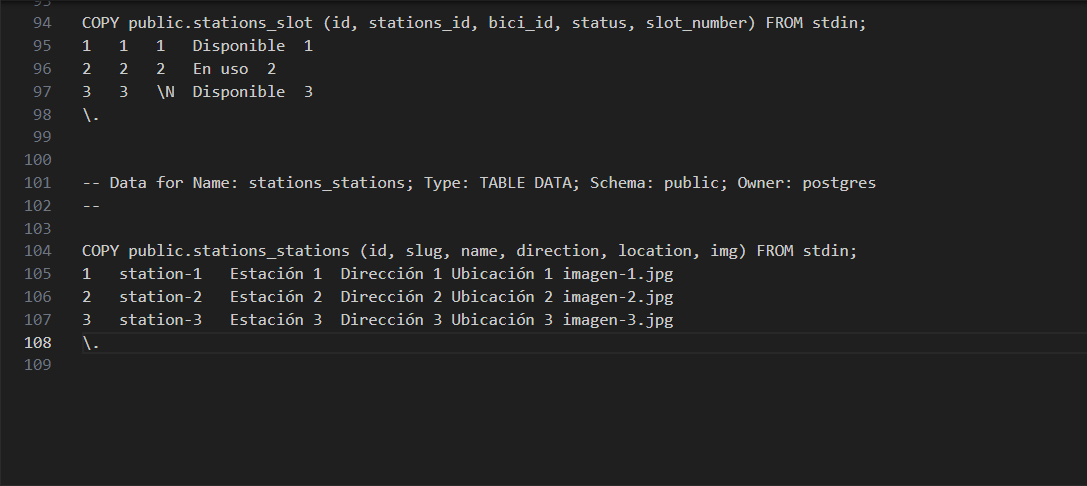 93
94 COPY public.stations_slot (id, stations_id, bici_id, status, slot_number) FROM stdin;
95 1 1 1 Disponible 1
96 2 2 2 En uso 2
97 3 3 \N Disponible 3
98 \.
99
100
101 -- Data for Name: stations_stations; Type: TABLE DATA; Schema: public; Owner: postgres
102 --
103
104 COPY public.stations_stations (id, slug, name, direction, location, img) FROM stdin;
105 1 station-1 Estación 1 Dirección 1 Ubicación 1 imagen-1.jpg
106 2 station-2 Estación 2 Dirección 2 Ubicación 2 imagen-2.jpg
107 3 station-3 Estación 3 Dirección 3 Ubicación 3 imagen-3.jpg
108 \.
109